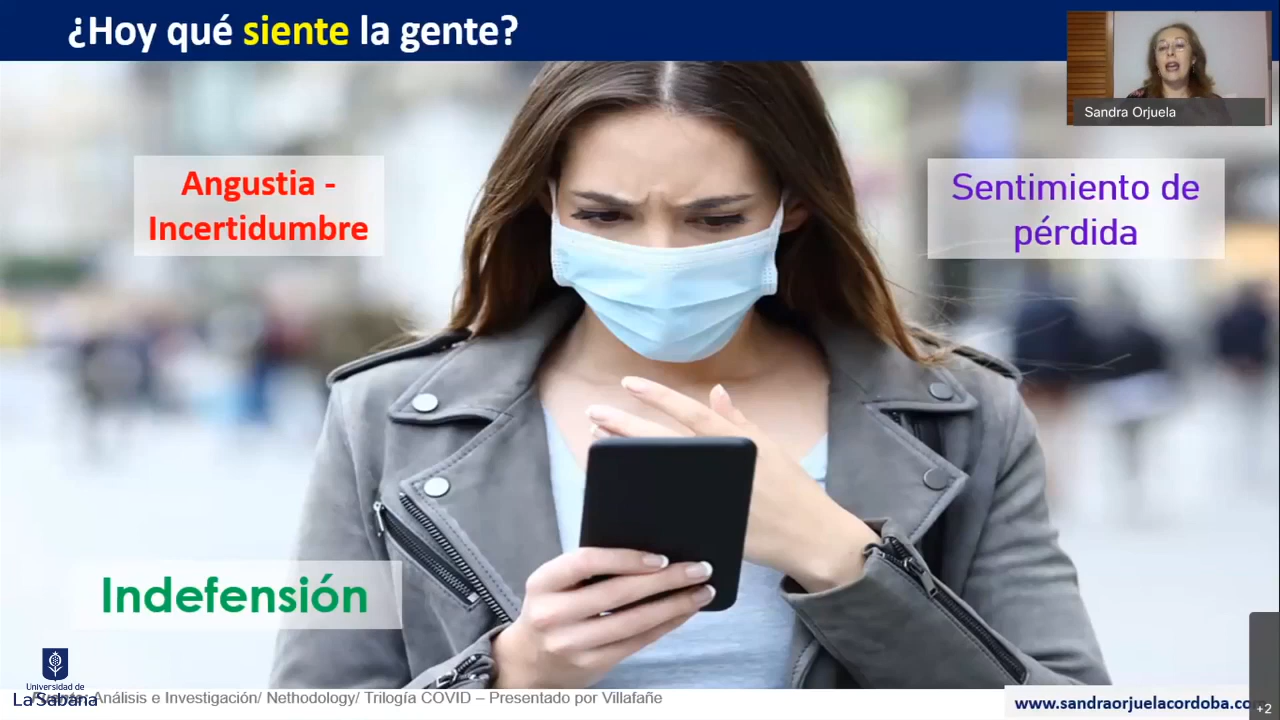 ¿Hoy qué siente la gente?
Sandra Orjuela
Angustia -
Incertidumbre
Sentimiento de
pérdida
Indefensión
Universidad de
La Sabana
Análisis e Investigación/ Nethodology/ Trilogía COVID – Presentado por Villafañe
www.sandraorjuelacordoba.co
+2